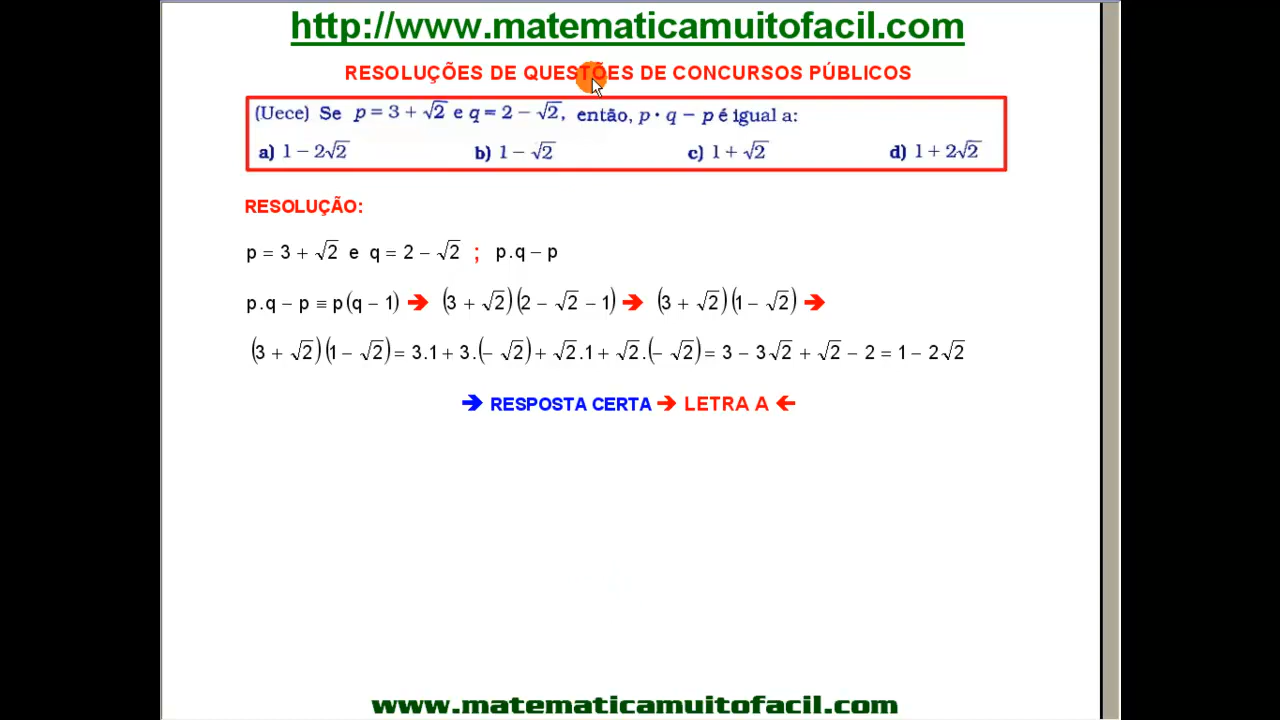 http://www.matematicamuitofacil.com
RESOLUÇÕES DE QUESTÕES DE CONCURSOS PÚBLICOS
(Uece) Se p = 3 + √2 e q = 2 − √2, então, p · q − p é igual a:
a) 1 − 2√2 b) 1 − √2 c) 1 + √2 d) 1 + 2√2
RESOLUÇÃO:
p = 3 + √2 e q = 2 − √2 ; p.q − p
p.q − p ≡ p(q − 1) ➔ (3 + √2)(2 − √2 − 1) ➔ (3 + √2)(1 − √2) ➔
(3 + √2)(1 − √2) = 3.1 + 3.(− √2) + √2.1 + √2.(− √2) = 3 − 3√2 + √2 − 2 = 1 − 2√2
➔ RESPOSTA CERTA ➔ LETRA A 🡸
www.matematicamuitofacil.com